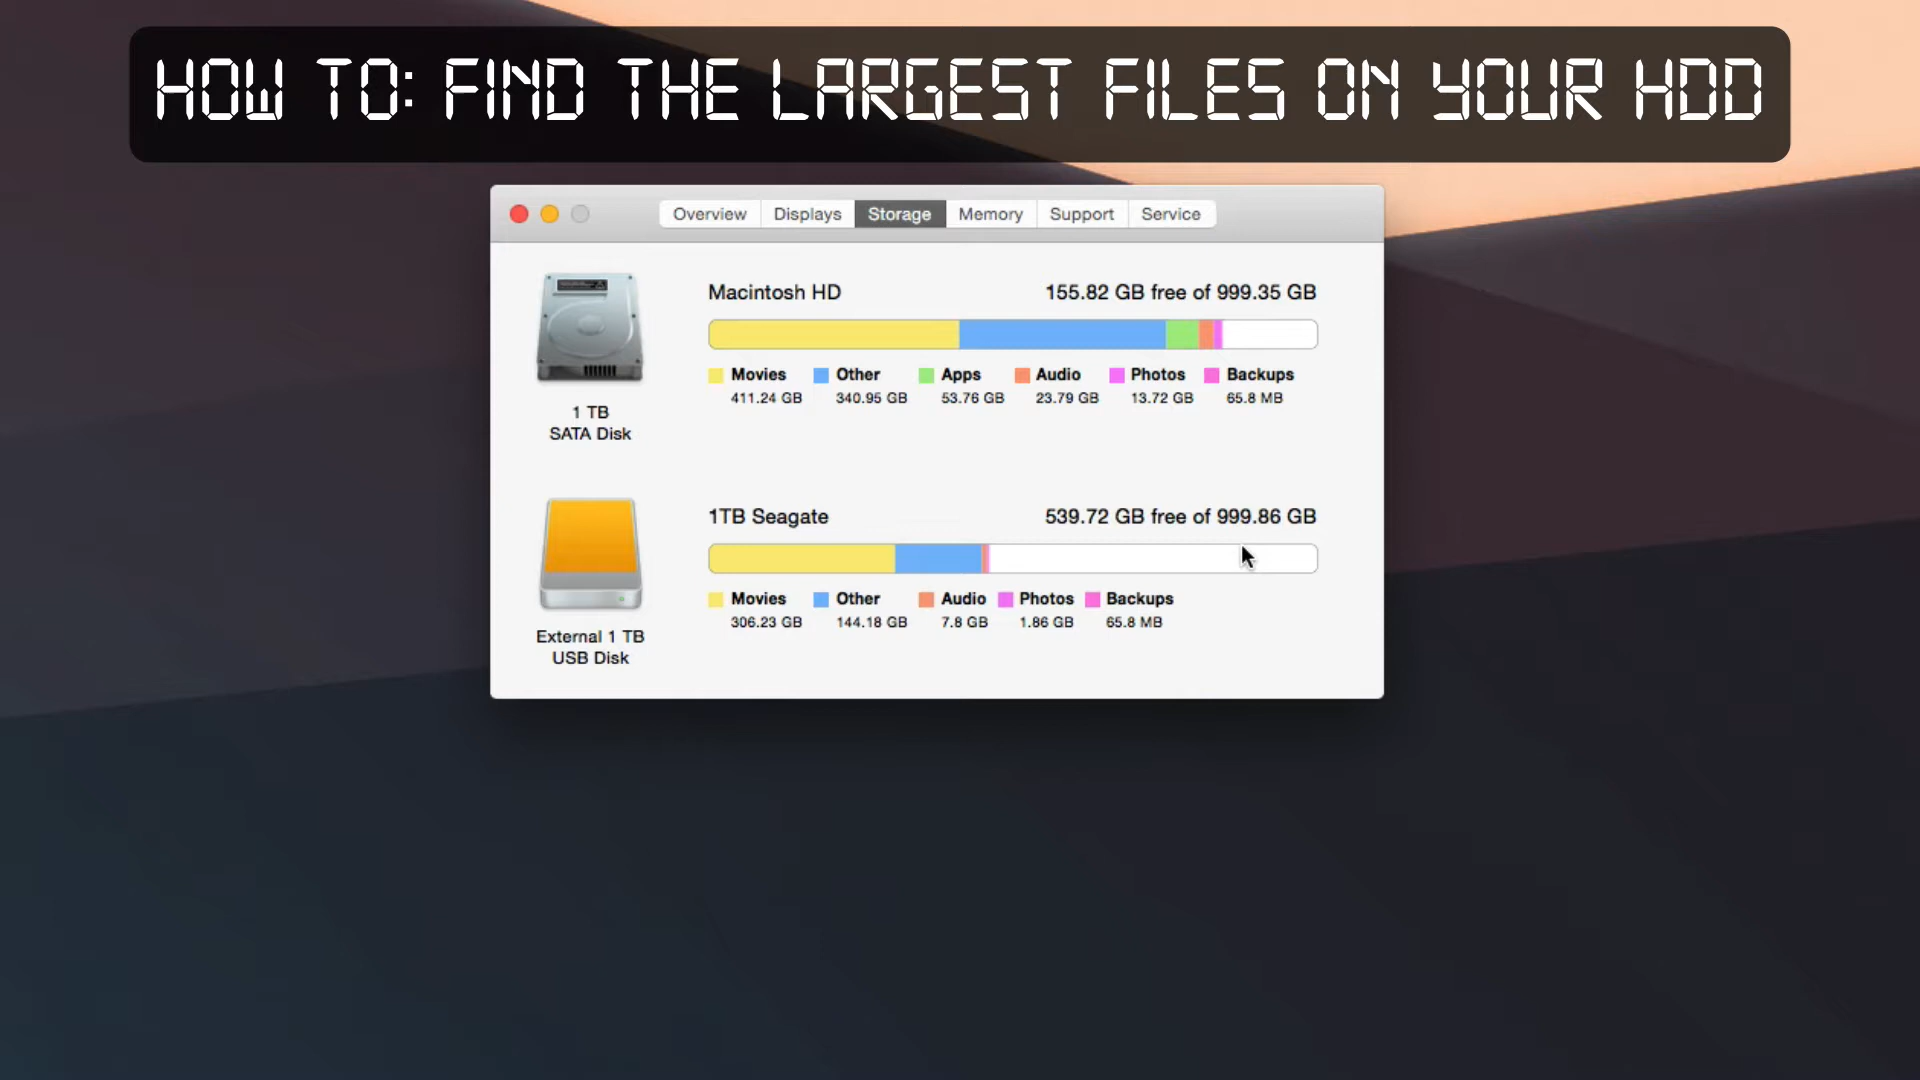 HOW TO: FIND THE LARGEST FILES ON YOUR HDD
Overview Displays Storage Memory Support Service
Macintosh HD 155.82 GB free of 999.35 GB
Movies Other Apps Audio Photos Backups
411.24 GB 340.95 GB 53.76 GB 23.79 GB 13.72 GB 65.8 MB
1 TB
SATA Disk
1TB Seagate 539.72 GB free of 999.86 GB
Movies Other Audio Photos Backups
306.23 GB 144.18 GB 7.8 GB 1.86 GB 65.8 MB
External 1 TB
USB Disk